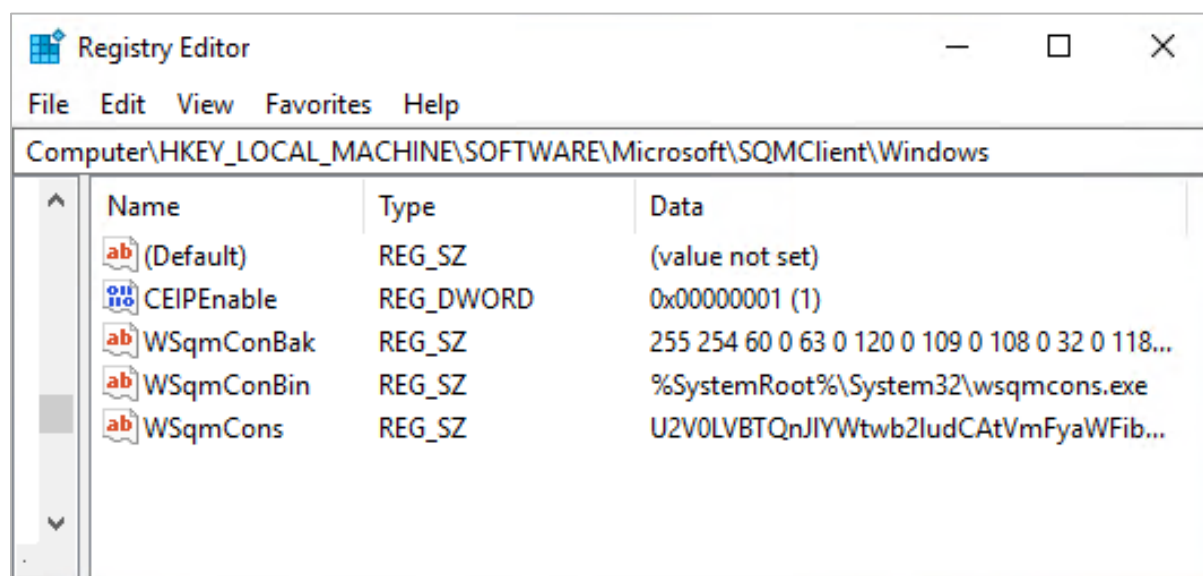 Registry Editor
File Edit View Favorites Help
Computer\HKEY_LOCAL_MACHINE\SOFTWARE\Microsoft\SQMClient\Windows
Name Type Data
(Default) REG_SZ (value not set)
CEIPEnable REG_DWORD 0x00000001 (1)
WSqmConBak REG_SZ 255 254 60 0 63 0 120 0 109 0 108 0 32 0 118...
WSqmConBin REG_SZ %SystemRoot%\System32\wsqmcons.exe
WSqmCons REG_SZ U2V0LVBTQnJlYWtwb2ludCAtVmFyaWFib...